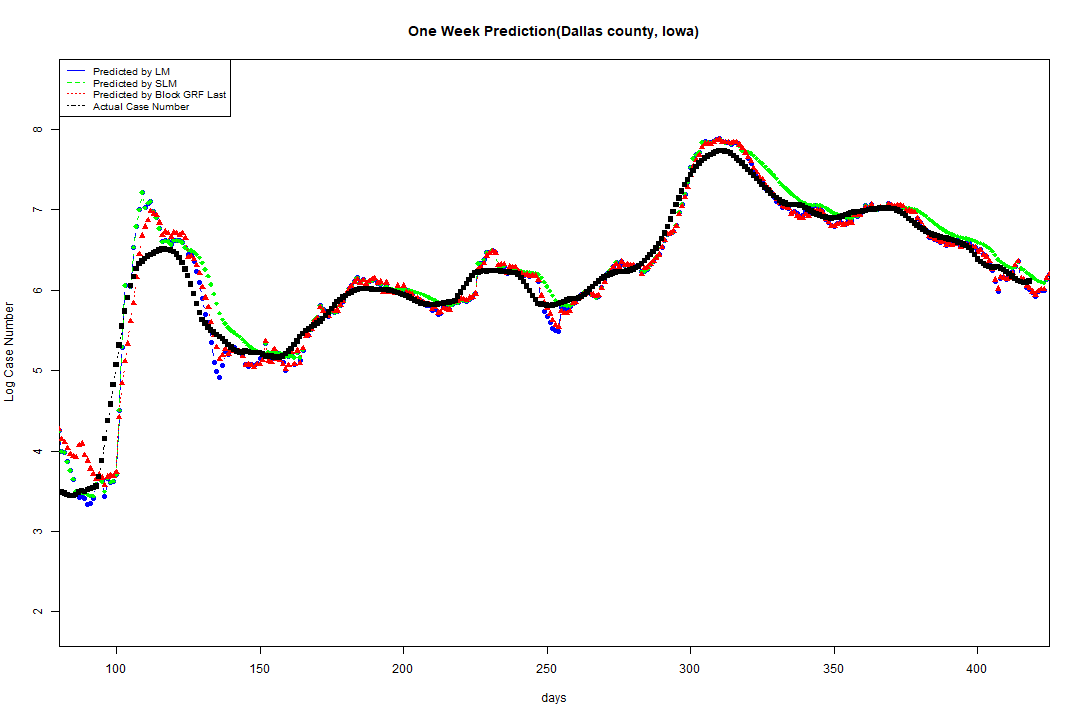 One Week Prediction(Dallas county, Iowa)
Predicted by LM
Predicted by SLM
Predicted by Block GRF Last
Actual Case Number
8
7
6
5
4
3
2
Log Case Number
100 150 200 250 300 350 400
days